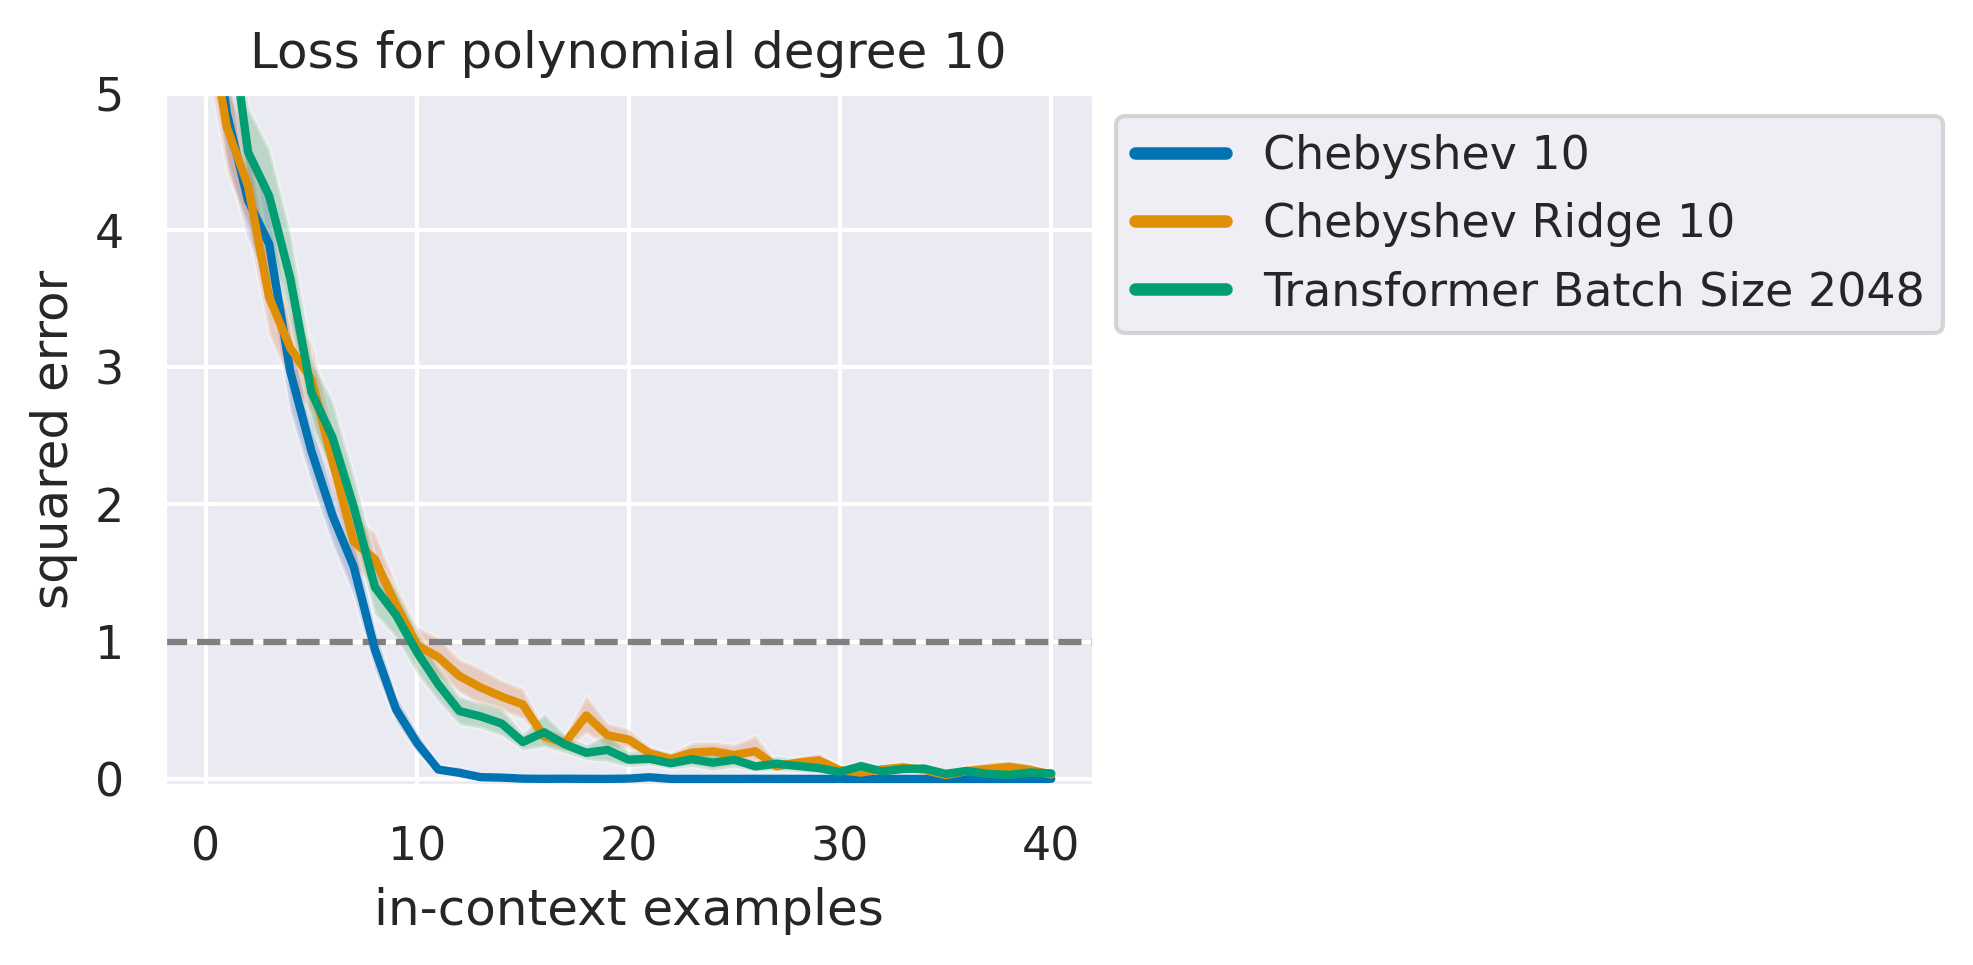 Loss for polynomial degree 10
squared error
5
4
3
2
1
0
0 10 20 30 40
in-context examples
Chebyshev 10
Chebyshev Ridge 10
Transformer Batch Size 2048